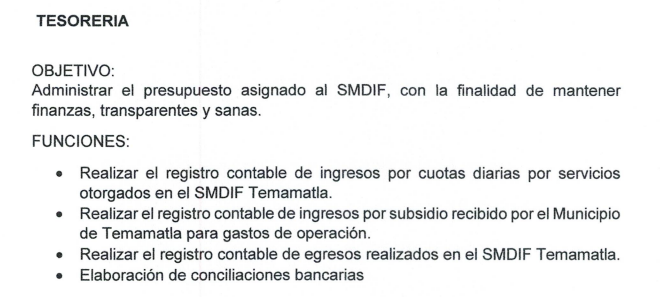 TESORERIA
OBJETIVO:
Administrar el presupuesto asignado al SMDIF, con la finalidad de mantener
finanzas, transparentes y sanas.
FUNCIONES:
• Realizar el registro contable de ingresos por cuotas diarias por servicios
otorgados en el SMDIF Temamatla.
• Realizar el registro contable de ingresos por subsidio recibido por el Municipio
de Temamatla para gastos de operación.
• Realizar el registro contable de egresos realizados en el SMDIF Temamatla.
• Elaboración de conciliaciones bancarias